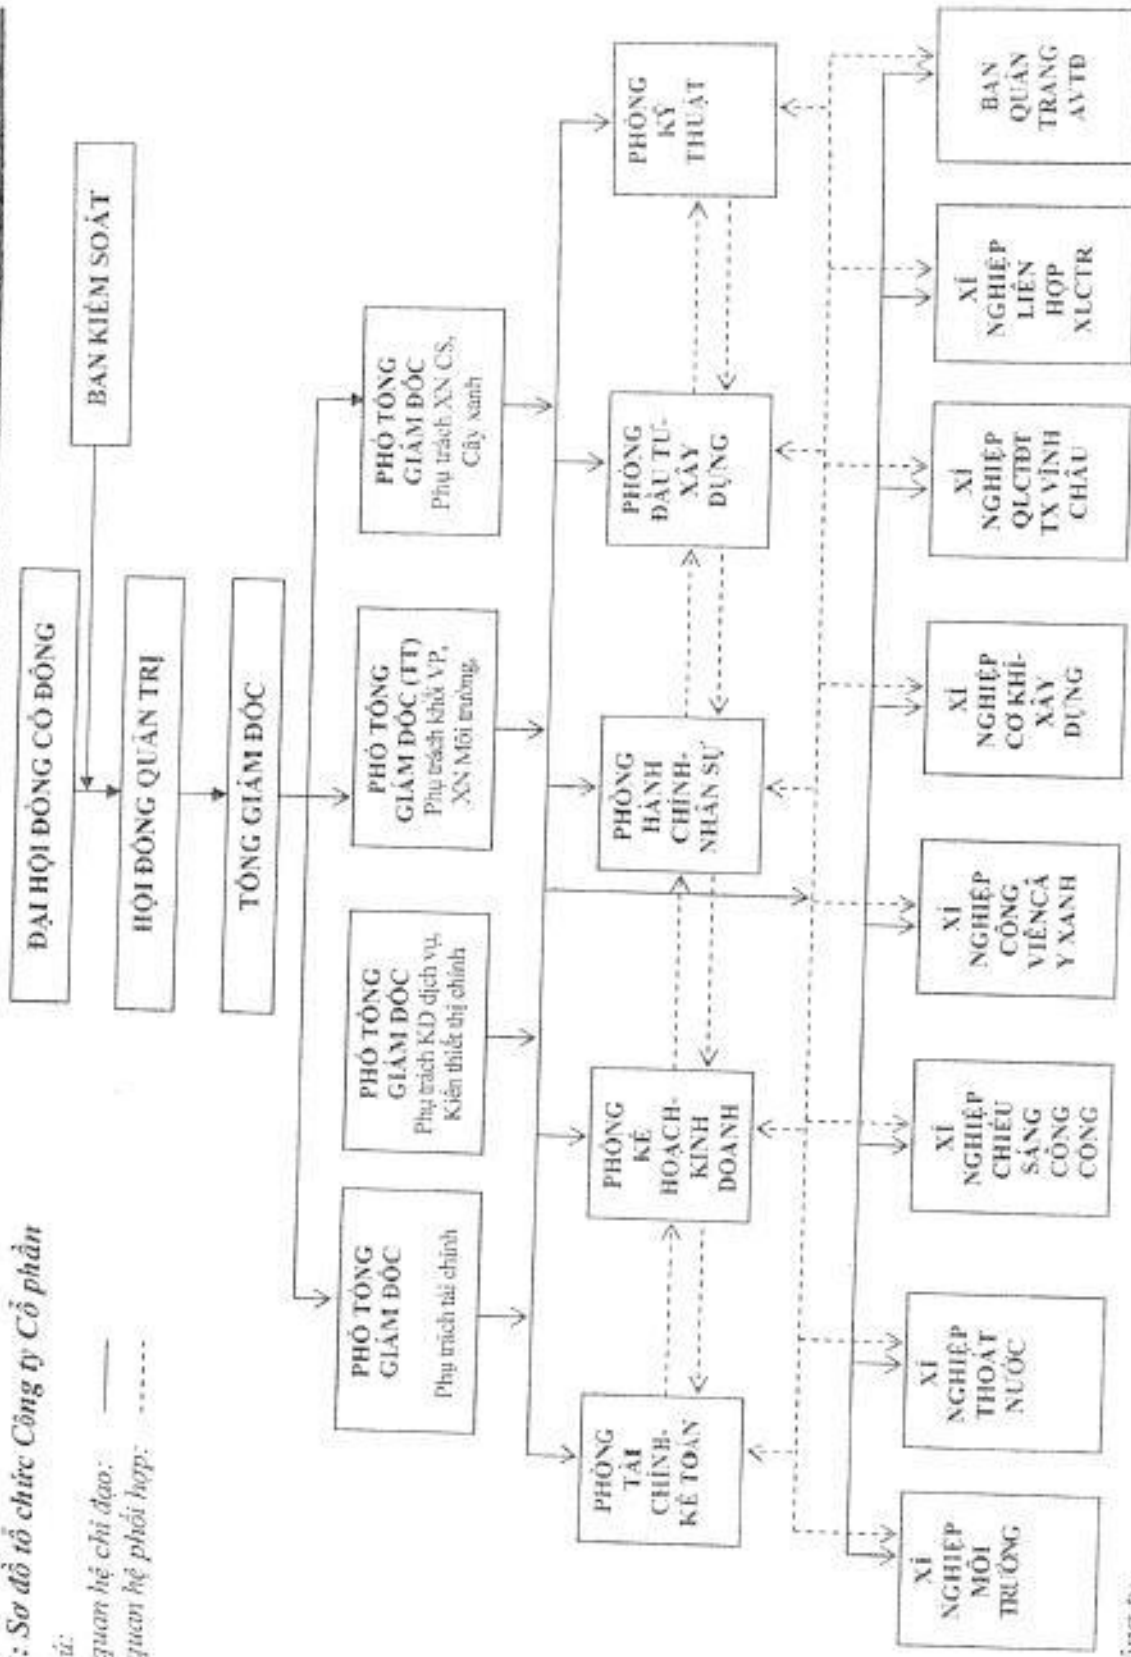 : Sơ đồ tổ chức Công ty Cổ phần
ú:
quan hệ chỉ đạo:
quan hệ phối hợp:
ĐẠI HỘI ĐỒNG CỔ ĐÔNG
BAN KIỂM SOÁT
HỘI ĐỒNG QUẢN TRỊ
TỔNG GIÁM ĐỐC
PHÓ TỔNG
GIÁM ĐỐC
Phụ trách tài chính
PHÓ TỔNG
GIÁM ĐỐC
Phụ trách KD dịch vụ,
Kiến thiết thị chính
PHÓ TỔNG
GIÁM ĐỐC (TT)
Phụ trách khối VP,
XN Môi trường,
PHÓ TỔNG
GIÁM ĐỐC
Phụ trách XN CS,
Cây xanh
PHÒNG
TÀI
CHÍNH-
KẾ TOÁN
PHÒNG
KẾ
HOẠCH-
KINH
DOANH
PHÒNG
HÀNH
CHÍNH-
NHÂN SỰ
PHÒNG
ĐẦU TƯ-
XÂY
DỰNG
PHÒNG
KỸ
THUẬT
XÍ
NGHIỆP
MÔI
TRƯỜNG
XÍ
NGHIỆP
THOÁT
NƯỚC
XÍ
NGHIỆP
CHIẾU
SÁNG
CÔNG
CỘNG
XÍ
NGHIỆP
CÔNG
VIÊNCÂ
Y XANH
XÍ
NGHIỆP
CƠ KHÍ-
XÂY
DỰNG
XÍ
NGHIỆP
QLCTĐT
TX VĨNH
CHÂU
XÍ
NGHIỆP
LIÊN
HỢP
XLCTR
BAN
QUẢN
TRANG
AVTĐ